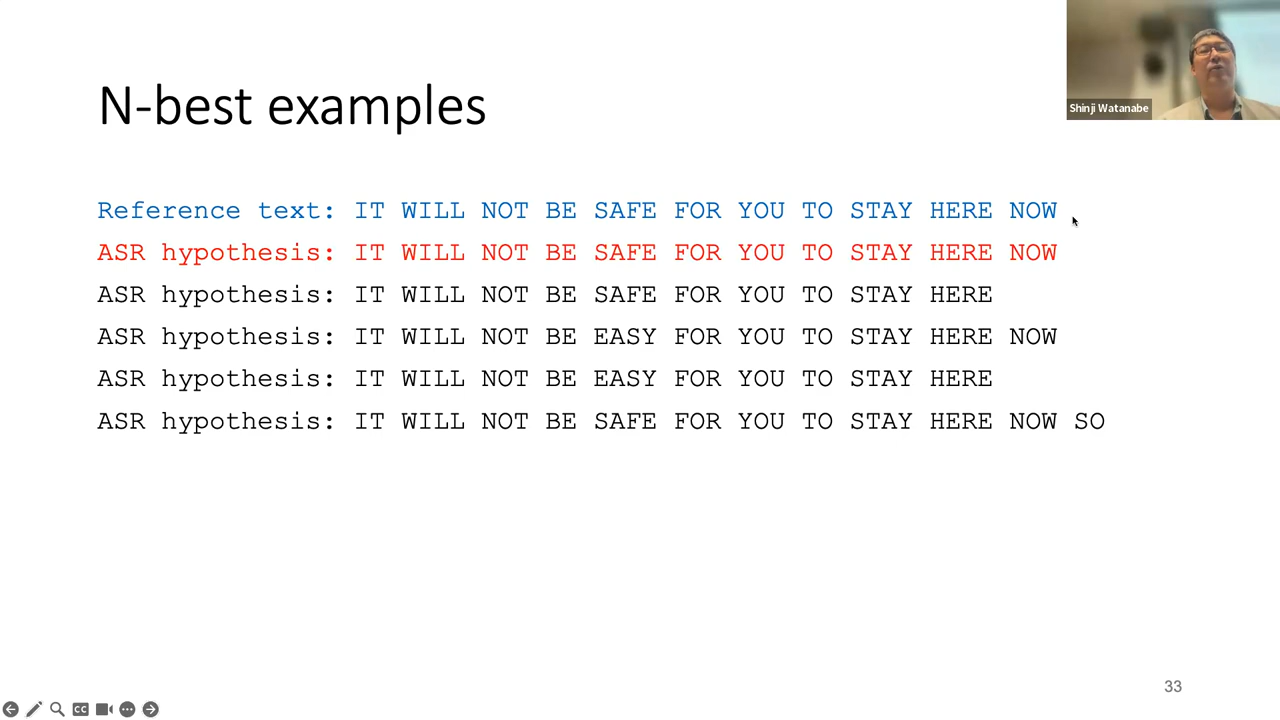 Shinji Watanabe
N-best examples
Reference text: IT WILL NOT BE SAFE FOR YOU TO STAY HERE NOW
ASR hypothesis: IT WILL NOT BE SAFE FOR YOU TO STAY HERE NOW
ASR hypothesis: IT WILL NOT BE SAFE FOR YOU TO STAY HERE
ASR hypothesis: IT WILL NOT BE EASY FOR YOU TO STAY HERE NOW
ASR hypothesis: IT WILL NOT BE EASY FOR YOU TO STAY HERE
ASR hypothesis: IT WILL NOT BE SAFE FOR YOU TO STAY HERE NOW SO
33
CC